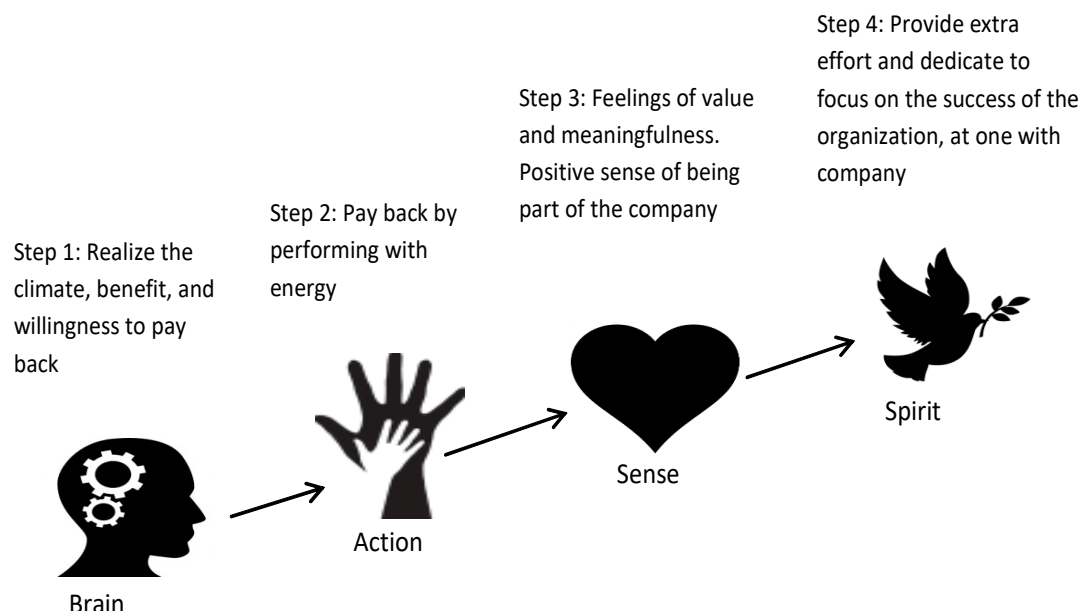 Step 1: Realize the
climate, benefit, and
willingness to pay
back
Brain
Step 2: Pay back by
performing with
energy
Action
Step 3: Feelings of value
and meaningfulness.
Positive sense of being
part of the company
Sense
Step 4: Provide extra
effort and dedicate to
focus on the success of the
organization, at one with
company
Spirit